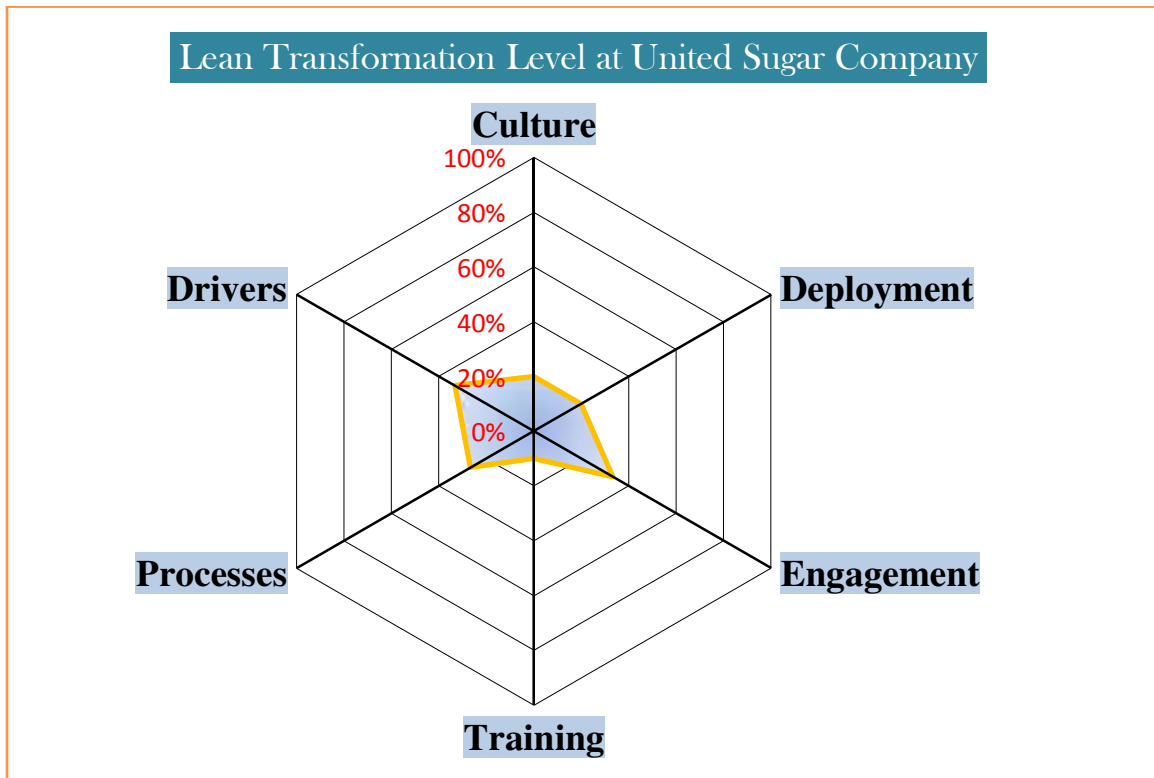 Lean Transformation Level at United Sugar Company
Culture
100%
80%
60%
40%
20%
0%
Drivers
Deployment
Processes
Engagement
Training